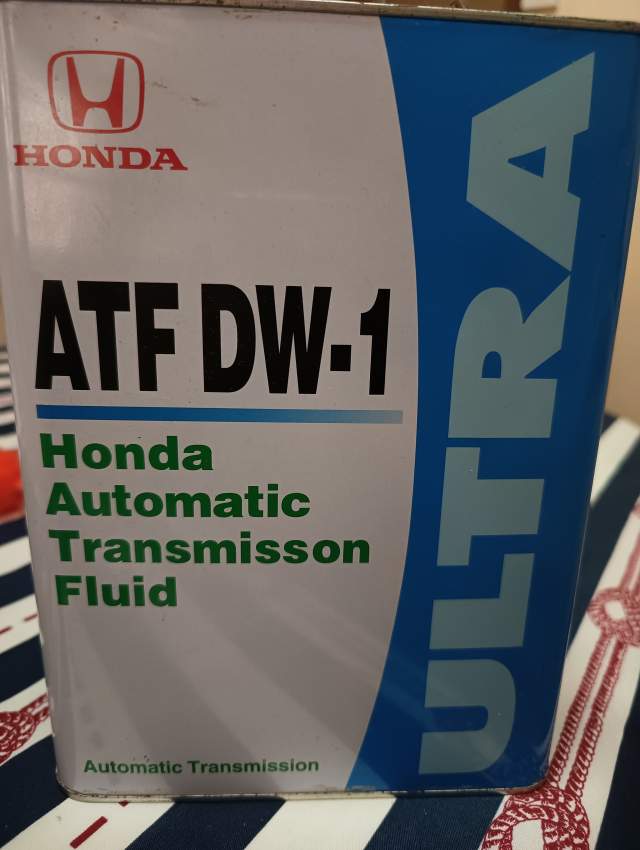 HONDA
ATF DW-1
Honda
Automatic
Transmisson
Fluid
Automatic Transmission
ULTRA